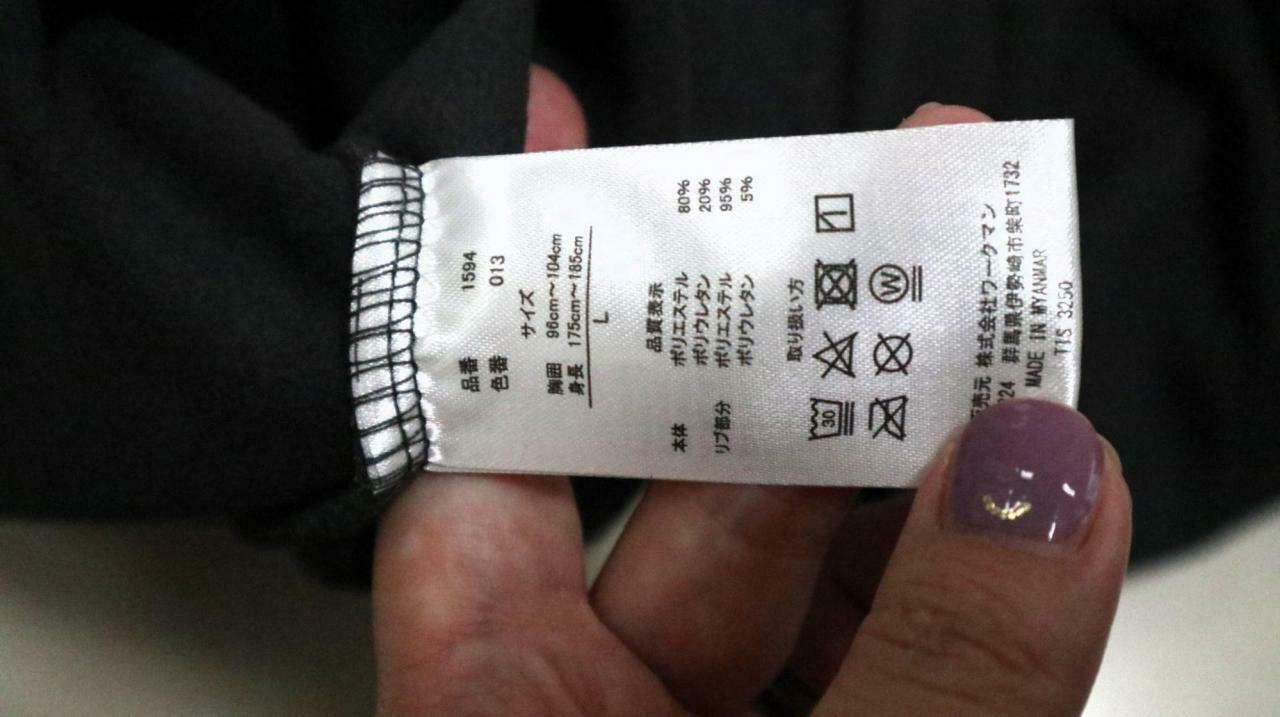 品番 1594
色番 013
サイズ
胸囲 96cm～104cm
身長 175cm～185cm
L
品質表示
本体 ポリエステル 80%
ポリウレタン 20%
リブ部分 ポリエステル 95%
ポリウレタン 5%
取り扱い方
30
W
発売元 株式会社ワークマン
24 群馬県伊勢崎市柴町1732
MADE IN MYANMAR
TIS 3250